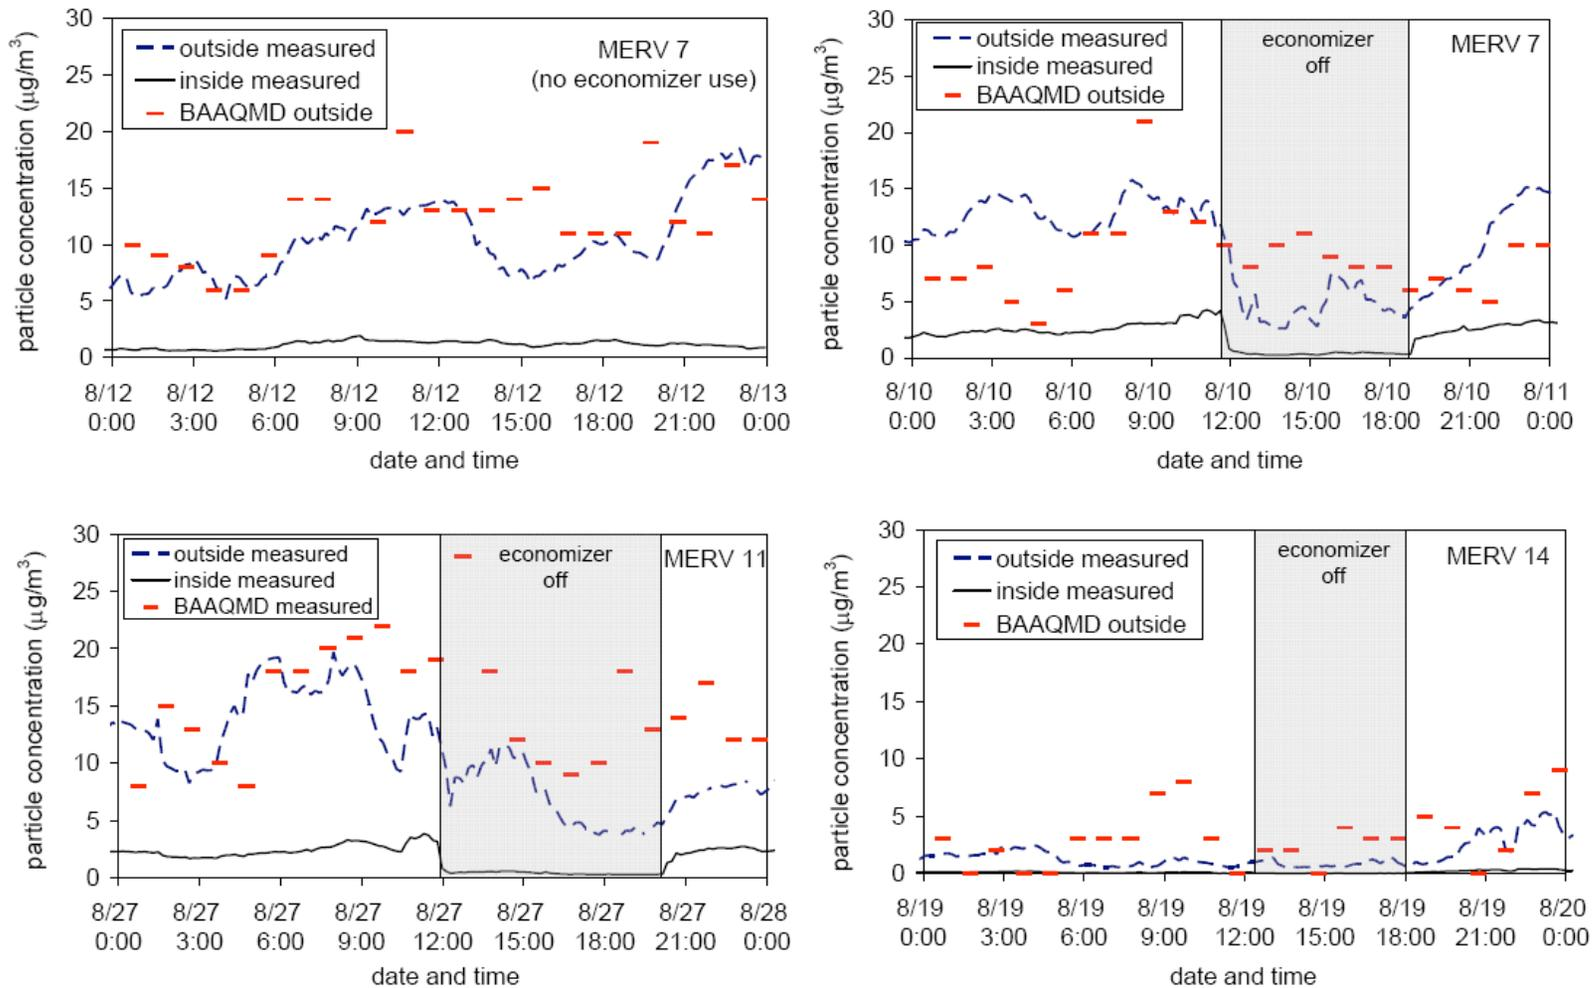 30
25
20
15
10
5
0
particle concentration (μg/m³)
outside measured
inside measured
BAAQMD outside
MERV 7
(no economizer use)
8/12 8/12 8/12 8/12 8/12 8/12 8/12 8/12 8/13
0:00 3:00 6:00 9:00 12:00 15:00 18:00 21:00 0:00
date and time
30
25
20
15
10
5
0
particle concentration (μg/m³)
outside measured
inside measured
BAAQMD outside
economizer
off
MERV 7
8/10 8/10 8/10 8/10 8/10 8/10 8/10 8/10 8/11
0:00 3:00 6:00 9:00 12:00 15:00 18:00 21:00 0:00
date and time
30
25
20
15
10
5
0
particle concentration (μg/m³)
outside measured
inside measured
BAAQMD measured
economizer
off
MERV 11
8/27 8/27 8/27 8/27 8/27 8/27 8/27 8/27 8/28
0:00 3:00 6:00 9:00 12:00 15:00 18:00 21:00 0:00
date and time
30
25
20
15
10
5
0
particle concentration (μg/m³)
outside measured
inside measured
BAAQMD outside
economizer
off
MERV 14
8/19 8/19 8/19 8/19 8/19 8/19 8/19 8/19 8/20
0:00 3:00 6:00 9:00 12:00 15:00 18:00 21:00 0:00
date and time